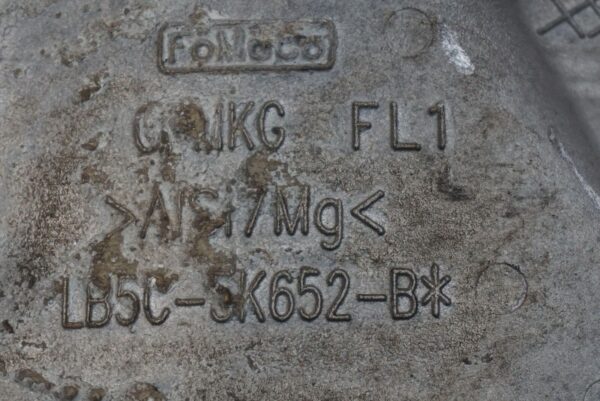 FoMoCo
FL1
>AlSi7Mg<
LB5C-5K652-B*